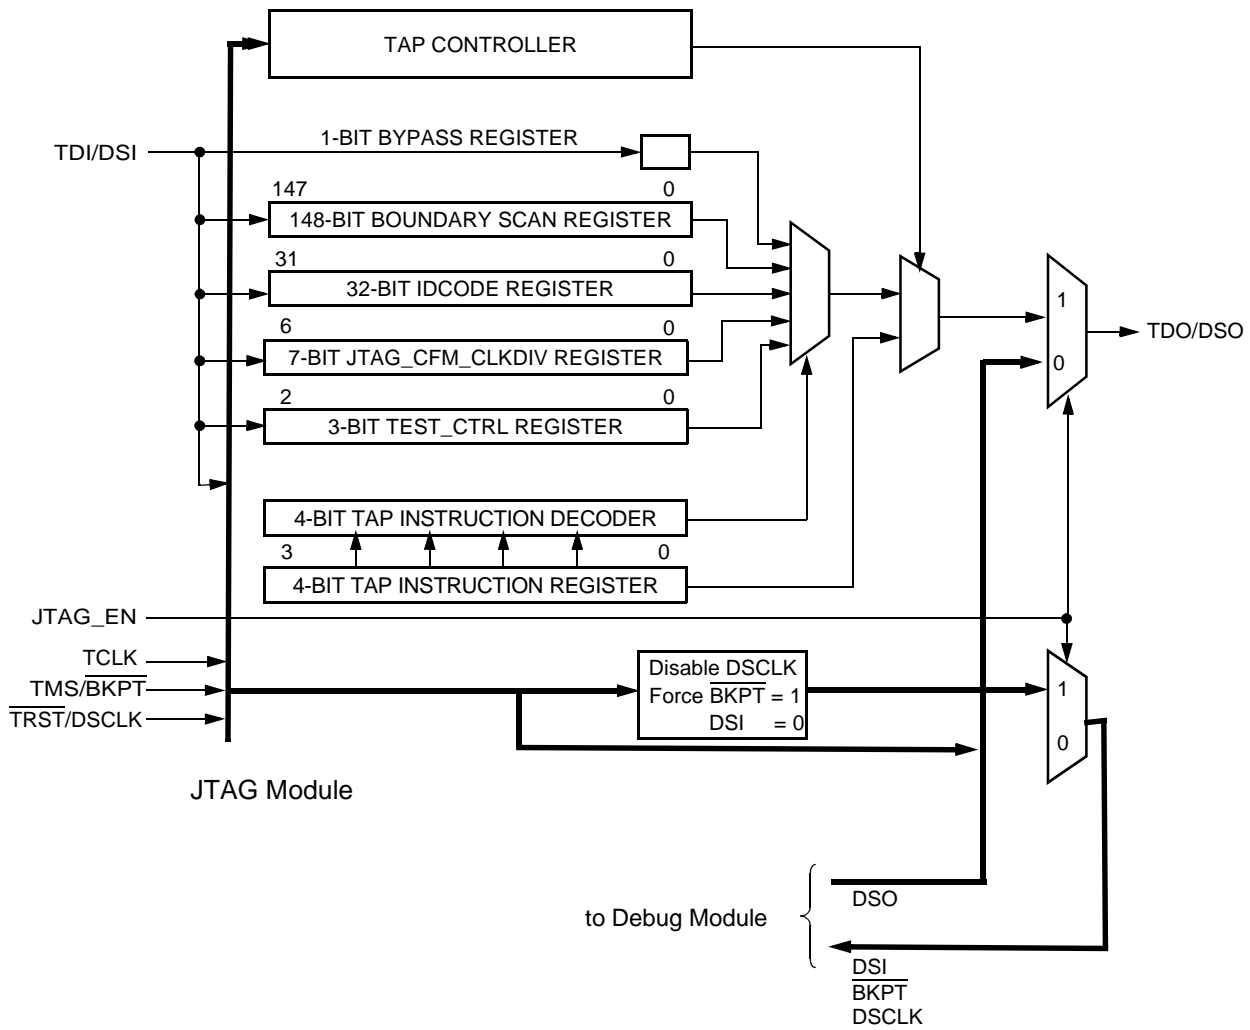 TAP CONTROLLER
1-BIT BYPASS REGISTER
TDI/DSI
147 0
148-BIT BOUNDARY SCAN REGISTER
31 0
32-BIT IDCODE REGISTER
6 0
7-BIT JTAG_CFM_CLKDIV REGISTER
2 0
3-BIT TEST_CTRL REGISTER
1
0
TDO/DSO
4-BIT TAP INSTRUCTION DECODER
3 0
4-BIT TAP INSTRUCTION REGISTER
JTAG_EN
TCLK
TMS/BKPT
TRST/DSCLK
Disable DSCLK
Force BKPT = 1
DSI = 0
1
0
JTAG Module
to Debug Module
DSO
DSI
BKPT
DSCLK